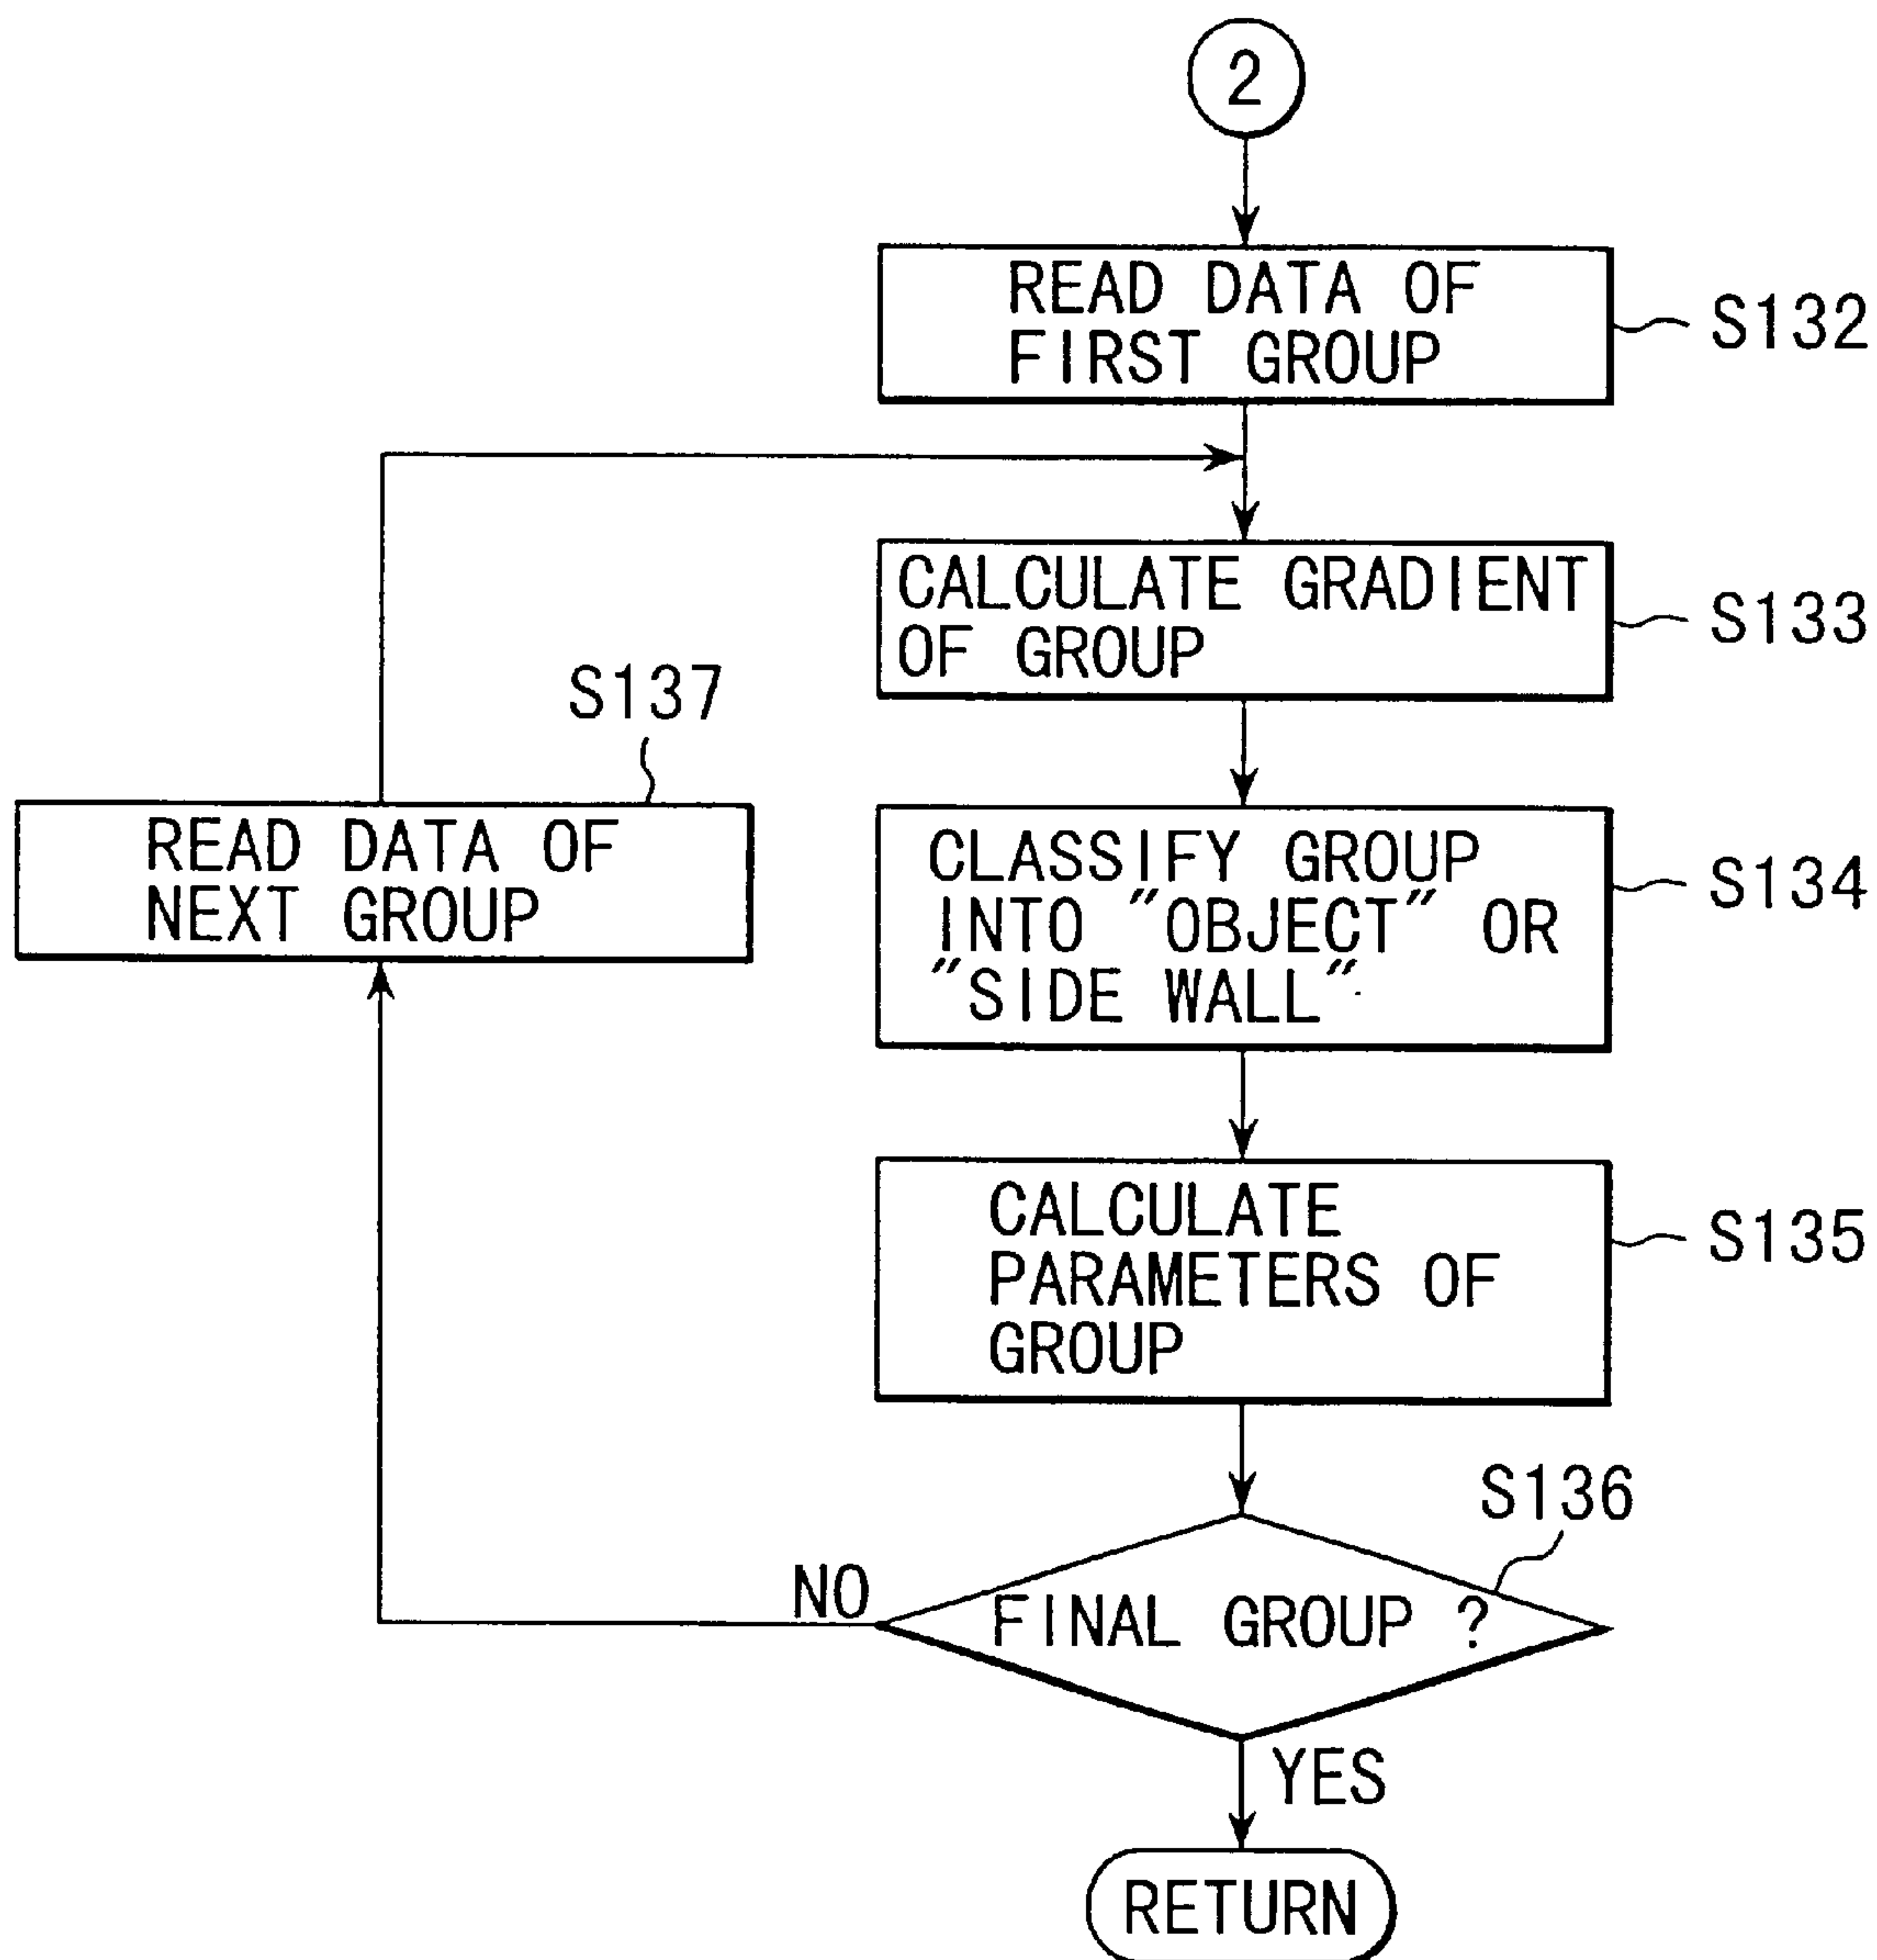 2
READ DATA OF
FIRST GROUP
S132
CALCULATE GRADIENT
OF GROUP
S133
S137
READ DATA OF
NEXT GROUP
CLASSIFY GROUP
INTO "OBJECT" OR
"SIDE WALL"
S134
CALCULATE
PARAMETERS OF
GROUP
S135
S136
NO
FINAL GROUP ?
YES
RETURN